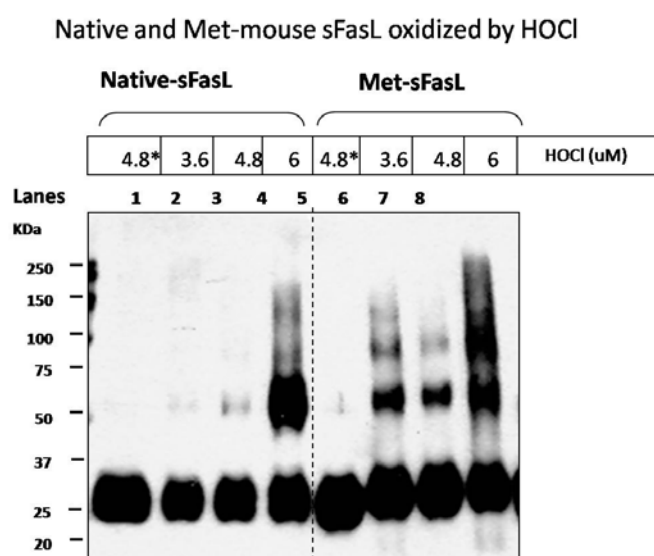 Native and Met-mouse sFasL oxidized by HOCl
Native-sFasL Met-sFasL
4.8* 3.6 4.8 6 4.8* 3.6 4.8 6 HOCl (uM)
Lanes 1 2 3 4 5 6 7 8
KDa
250
150
100
75
50
37
25
20